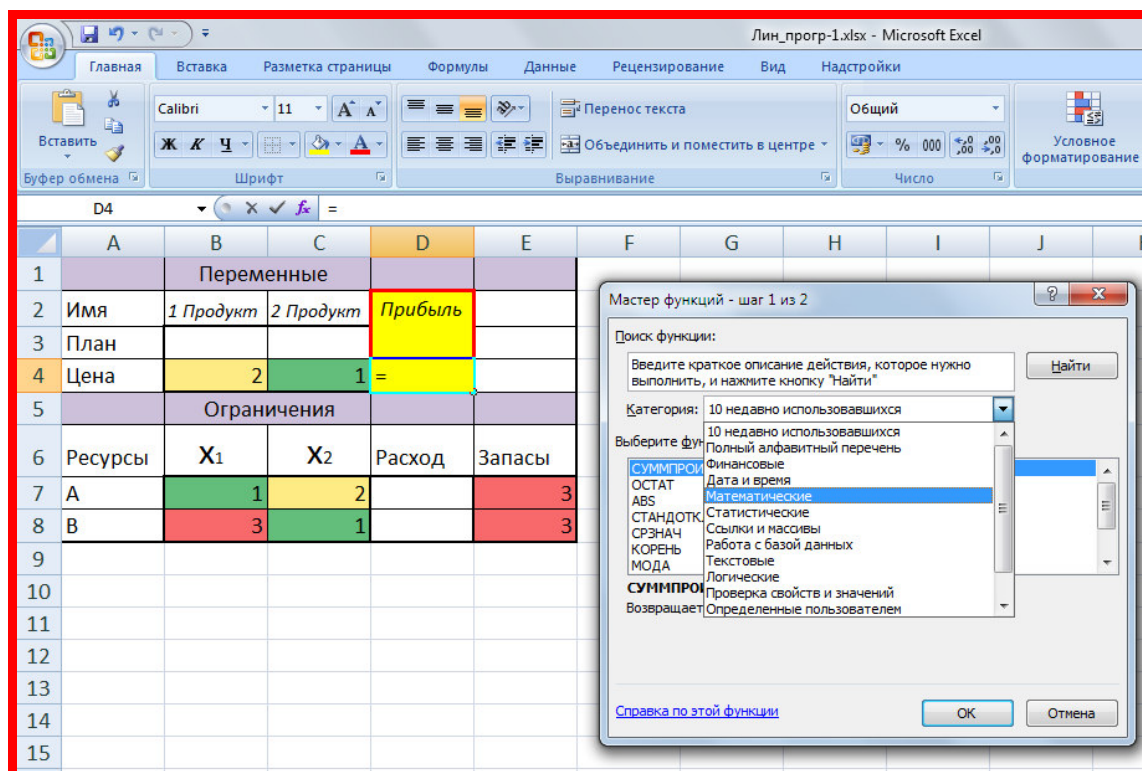 Лин_прогр-1.xlsx - Microsoft Excel
Главная Вставка Разметка страницы Формулы Данные Рецензирование Вид Надстройки
Вставить
Calibri 11
Ж К Ч
Перенос текста
Объединить и поместить в центре
Общий
% 000
Условное форматирование
Буфер обмена Шрифт Выравнивание Число
D4 fx =
A B C D E F G H I J
1 Переменные
2 Имя 1 Продукт 2 Продукт Прибыль
3 План
4 Цена 2 1 =
5 Ограничения
6 Ресурсы X1 X2 Расход Запасы
7 A 1 2 3
8 B 3 1 3
9
10
11
12
13
14
15
Мастер функций - шаг 1 из 2
Поиск функции:
Введите краткое описание действия, которое нужно
выполнить, и нажмите кнопку "Найти"
Найти
Категория: 10 недавно использовавшихся
10 недавно использовавшихся
Полный алфавитный перечень
Финансовые
Дата и время
Математические
Статистические
Ссылки и массивы
Работа с базой данных
Текстовые
Логические
Проверка свойств и значений
Определенные пользователем
ОСТАТ
ABS
СРЗНАЧ
КОРЕНЬ
МОДА
Возвращает
Справка по этой функции
ОК Отмена